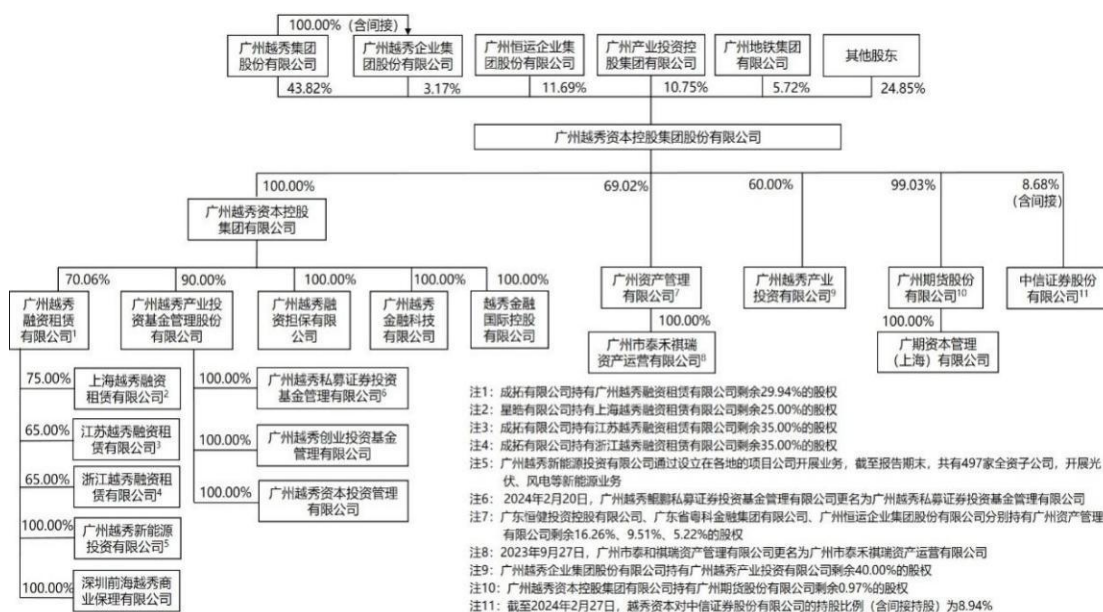 100.00%（含间接）
广州越秀集团
股份有限公司
广州越秀企业集
团股份有限公司
广州恒运企业集
团股份有限公司
广州产业投资控
股集团有限公司
广州地铁集团有
限公司
其他股东
43.82%
3.17%
11.69%
10.75%
5.72%
24.85%
广州越秀资本控股集团股份有限公司
100.00%
69.02%
60.00%
99.03%
8.68%
（含间接）
广州越秀资本控股
集团有限公司
70.06%
90.00%
100.00%
100.00%
100.00%
广州越秀
融资租赁
有限公司1
广州越秀产业投
资基金管理股份
有限公司
广州越秀融
资担保有限
公司
广州越秀
金融科技
有限公司
越秀金融
国际控股
有限公司
广州资产管理
有限公司7
广州越秀产业
投资有限公司9
广州期货股份
有限公司10
中信证券股份
有限公司11
100.00%
广州市泰禾祺瑞
资产运营有限公司8
100.00%
广期资本管理
（上海）有限公司
75.00%
上海越秀融资
租赁有限公司2
65.00%
江苏越秀融资租
赁有限公司3
65.00%
浙江越秀融资租
赁有限公司4
100.00%
广州越秀新能源
投资有限公司5
100.00%
深圳前海越秀商
业保理有限公司
100.00%
广州越秀私募证券投资
基金管理有限公司6
100.00%
广州越秀创业投资基金
管理有限公司
100.00%
广州越秀资本投资管理
有限公司
注1：成拓有限公司持有广州越秀融资租赁有限公司剩余29.94%的股权
注2：星皓有限公司持有上海越秀融资租赁有限公司剩余25.00%的股权
注3：成拓有限公司持有江苏越秀融资租赁有限公司剩余35.00%的股权
注4：成拓有限公司持有浙江越秀融资租赁有限公司剩余35.00%的股权
注5：广州越秀新能源投资有限公司通过设立在各地的项目公司开展业务，截至报告期末，共有497家全资子公司，开展光
伏、风电等新能源业务
注6：2024年2月20日，广州越秀鲲鹏私募证券投资基金管理有限公司更名为广州越秀私募证券投资基金管理有限公司
注7：广东恒健投资控股有限公司、广东省粤科金融集团有限公司、广州恒运企业集团股份有限公司分别持有广州资产管理
有限公司剩余16.26%、9.51%、5.22%的股权
注8：2023年9月27日，广州市泰和祺瑞资产管理有限公司更名为广州市泰禾祺瑞资产运营有限公司
注9：广州越秀企业集团股份有限公司持有广州越秀产业投资有限公司剩余40.00%的股权
注10：广州越秀资本控股集团有限公司持有广州期货股份有限公司剩余0.97%的股权
注11：截至2024年2月27日，越秀资本对中信证券股份有限公司的持股比例（含间接持股）为8.94%